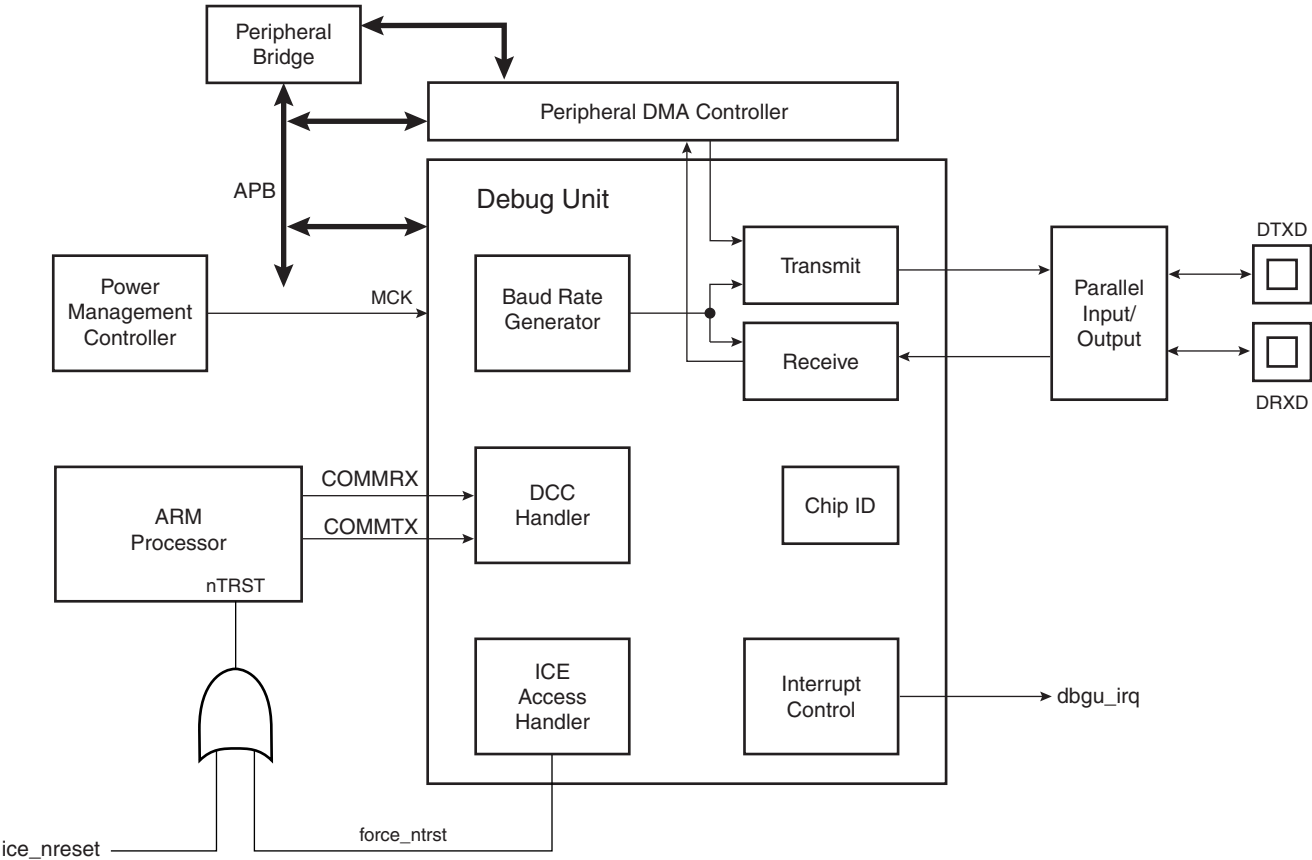 Peripheral
Bridge
Peripheral DMA Controller
APB
Debug Unit
DTXD
Transmit
Power
Management
Controller
MCK
Baud Rate
Generator
Parallel
Input/
Output
Receive
DRXD
COMMRX
DCC
Handler
Chip ID
ARM
Processor
COMMTX
nTRST
ICE
Access
Handler
Interrupt
Control
dbgu_irq
force_ntrst
ice_nreset